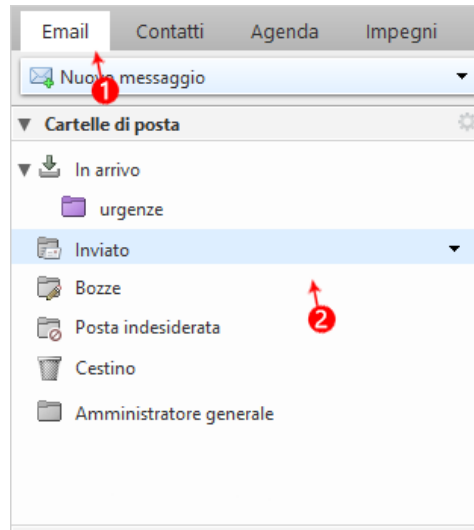 Email Contatti Agenda Impegni
Nuovo messaggio
1
Cartelle di posta
In arrivo
urgenze
Inviato
Bozze
2
Posta indesiderata
Cestino
Amministratore generale